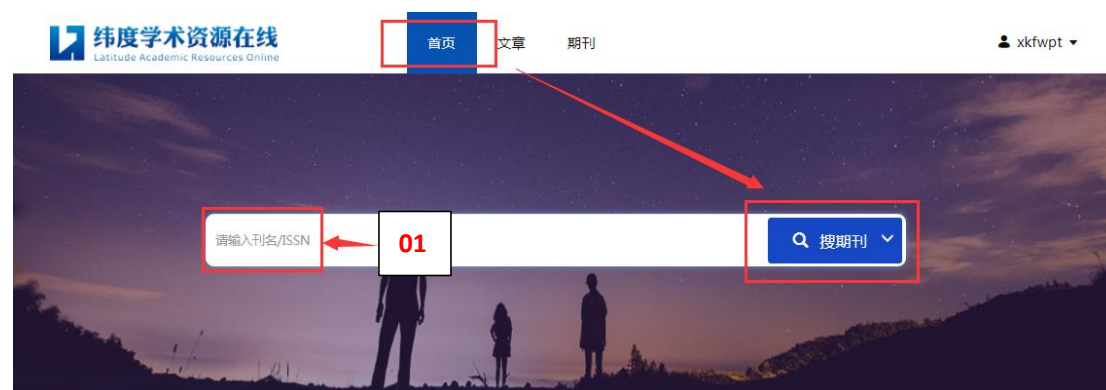 纬度学术资源在线
Latitude Academic Resources Online
首页 文章 期刊
xkfwpt
请输入刊名/ISSN
01
搜期刊